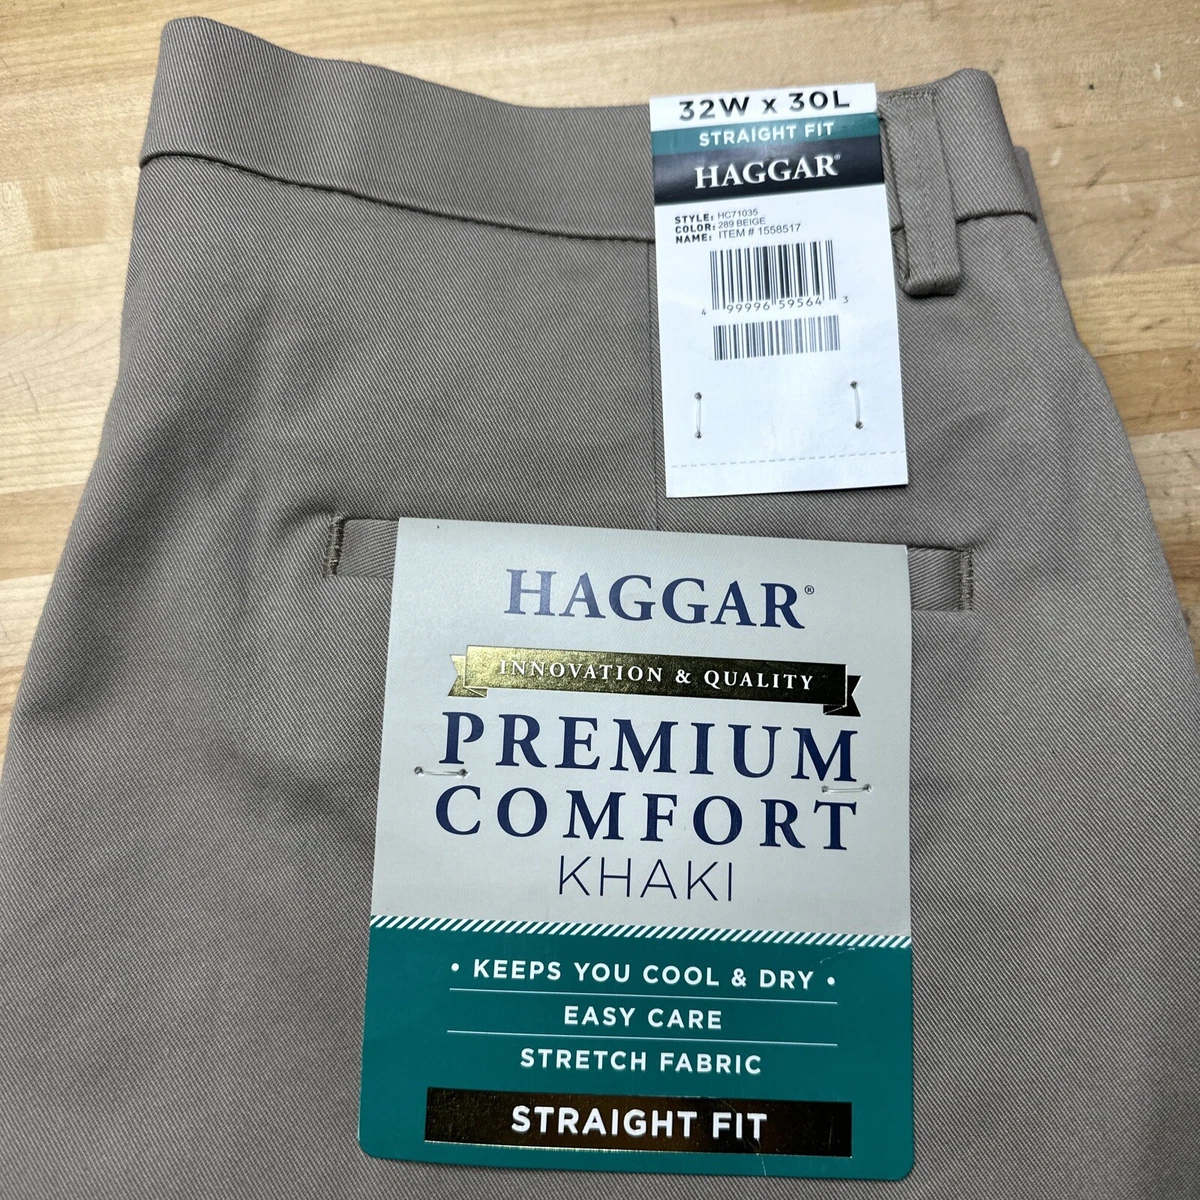 32W x 30L
STRAIGHT FIT
HAGGAR®
STYLE: HC71035
COLOR: 289 BEIGE
NAME: ITEM # 1558517
4 99996 59564 3
HAGGAR®
INNOVATION & QUALITY
PREMIUM
COMFORT
KHAKI
• KEEPS YOU COOL & DRY •
EASY CARE
STRETCH FABRIC
STRAIGHT FIT